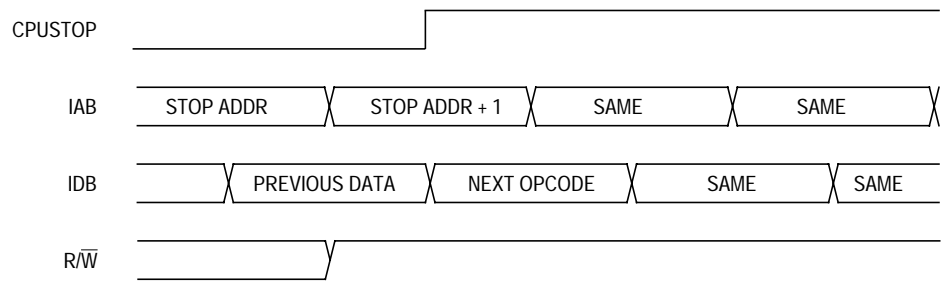 CPUSTOP
IAB STOP ADDR STOP ADDR + 1 SAME SAME
IDB PREVIOUS DATA NEXT OPCODE SAME SAME
R/W̅